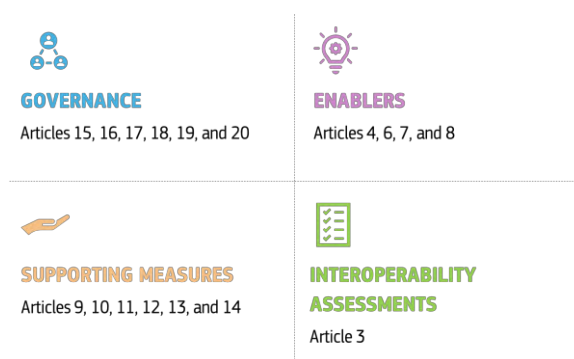 GOVERNANCE
Articles 15, 16, 17, 18, 19, and 20
ENABLERS
Articles 4, 6, 7, and 8
SUPPORTING MEASURES
Articles 9, 10, 11, 12, 13, and 14
INTEROPERABILITY
ASSESSMENTS
Article 3